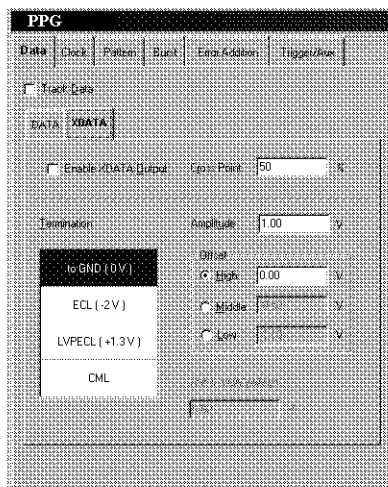 PPG
Data Clock Pattern Burst Error Addition Trigger/Aux
Track Data
DATA XDATA
Enable XDATA Output Cross Point 50 %
Termination Amplitude 1.00 V
Offset
to GND ( 0 V ) High 0.00 V
ECL ( -2 V ) Middle V
LVPECL ( +1.3 V ) Low V
CML